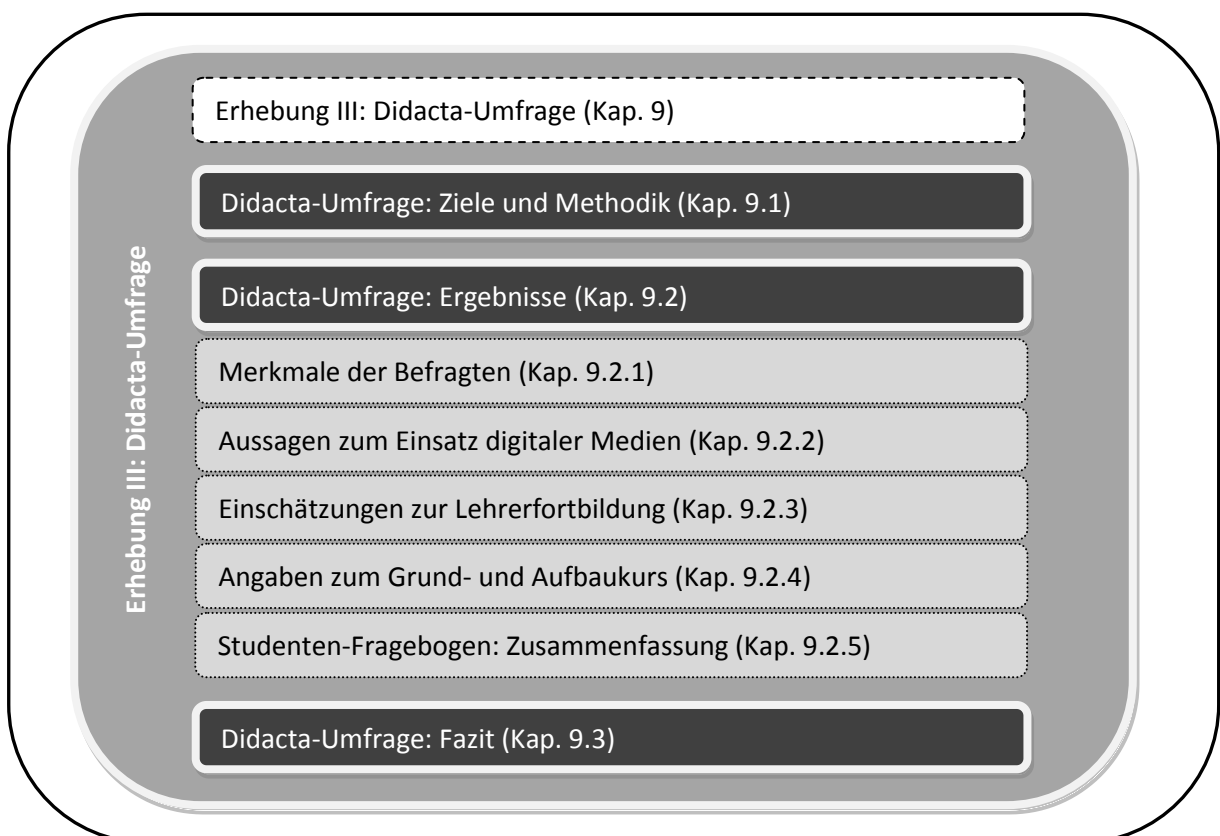 Erhebung III: Didacta-Umfrage
Erhebung III: Didacta-Umfrage (Kap. 9)
Didacta-Umfrage: Ziele und Methodik (Kap. 9.1)
Didacta-Umfrage: Ergebnisse (Kap. 9.2)
Merkmale der Befragten (Kap. 9.2.1)
Aussagen zum Einsatz digitaler Medien (Kap. 9.2.2)
Einschätzungen zur Lehrerfortbildung (Kap. 9.2.3)
Angaben zum Grund- und Aufbaukurs (Kap. 9.2.4)
Studenten-Fragebogen: Zusammenfassung (Kap. 9.2.5)
Didacta-Umfrage: Fazit (Kap. 9.3)